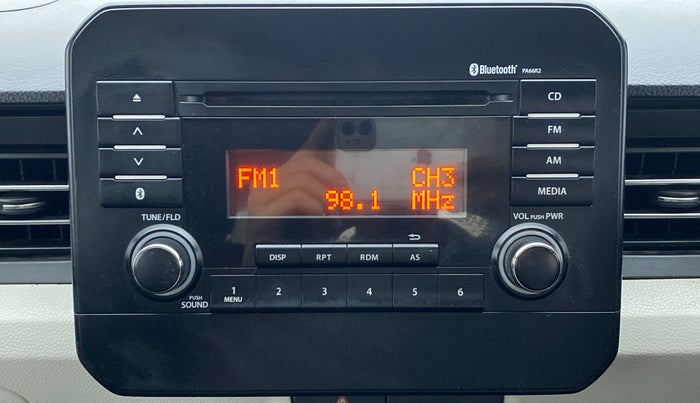 Bluetooth PA66R2
CD
FM
AM
MEDIA
FM1 CH3
98.1 MHz
TUNE/FLD
VOL PUSH PWR
DISP RPT RDM AS
PUSH SOUND
1 MENU 2 3 4 5 6